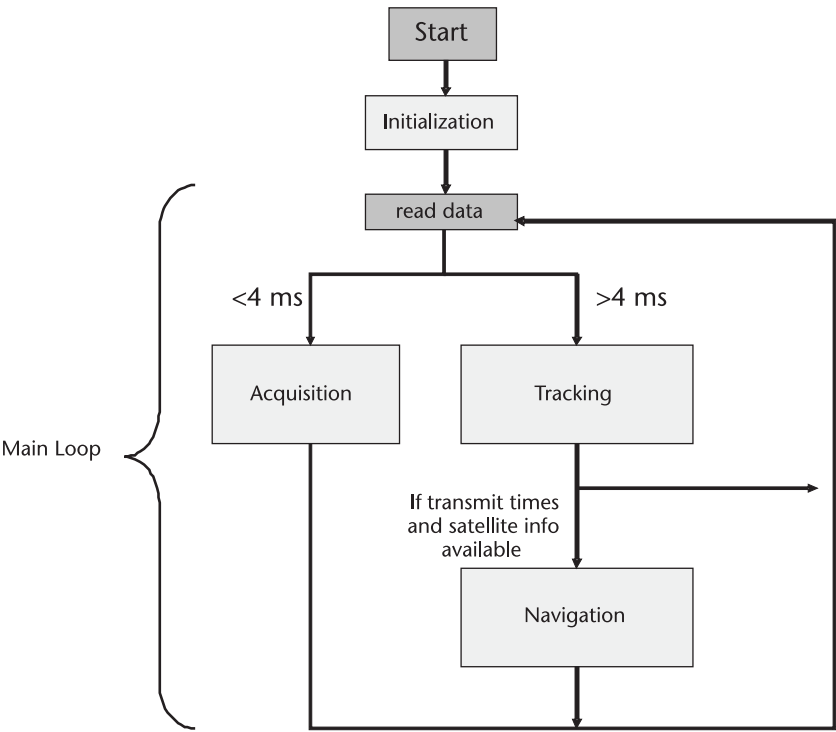 Start
Initialization
read data
<4 ms
>4 ms
Acquisition
Tracking
Main Loop
If transmit times
and satellite info
available
Navigation